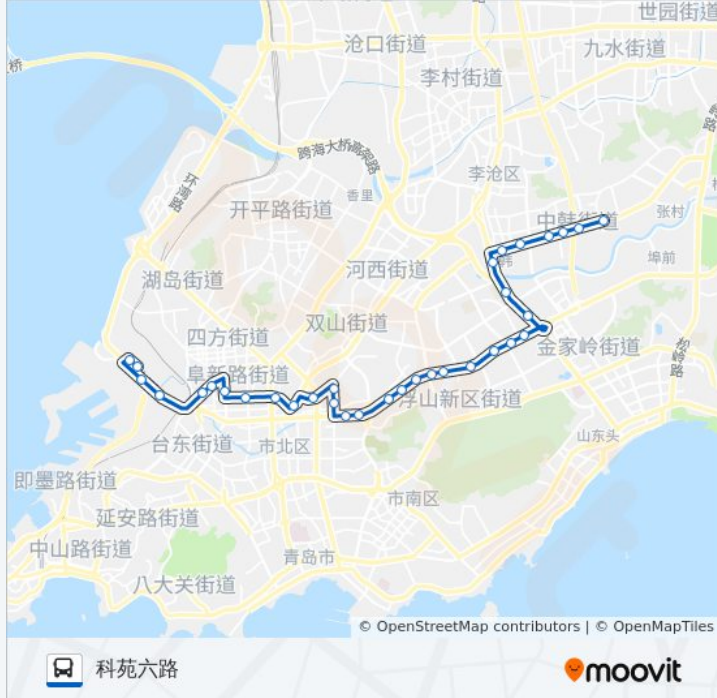 世园街道
沧口街道
九水街道
桥
李村街道
跨海大桥高架路
李沧区
环湾路
香里
开平路街道
中韩街道
张村
埠前
河西街道
湖岛街道
双山街道
四方街道
金家岭街道
松岭路
阜新路街道
浮山新区街道
台东街道
市北区
山东头
即墨路街道
市南区
延安路街道
中山路街道
青岛市
八大关街道
© OpenStreetMap contributors | © OpenMapTiles
科苑六路
moovit